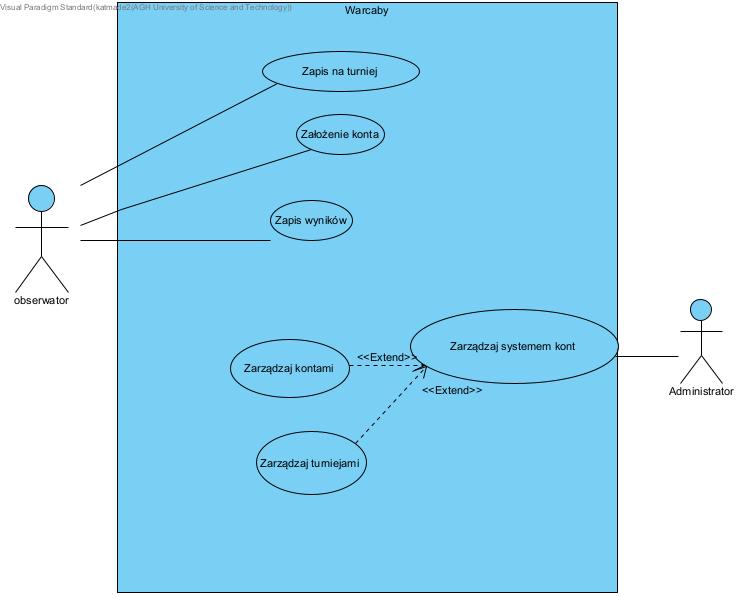 Visual Paradigm Standard(katmade2(AGH University of Science and Technology))
Warcaby
Zapis na turniej
Założenie konta
Zapis wyników
obserwator
Zarządzaj systemem kont
<<Extend>>
Zarządzaj kontami
<<Extend>>
Administrator
Zarządzaj turniejami